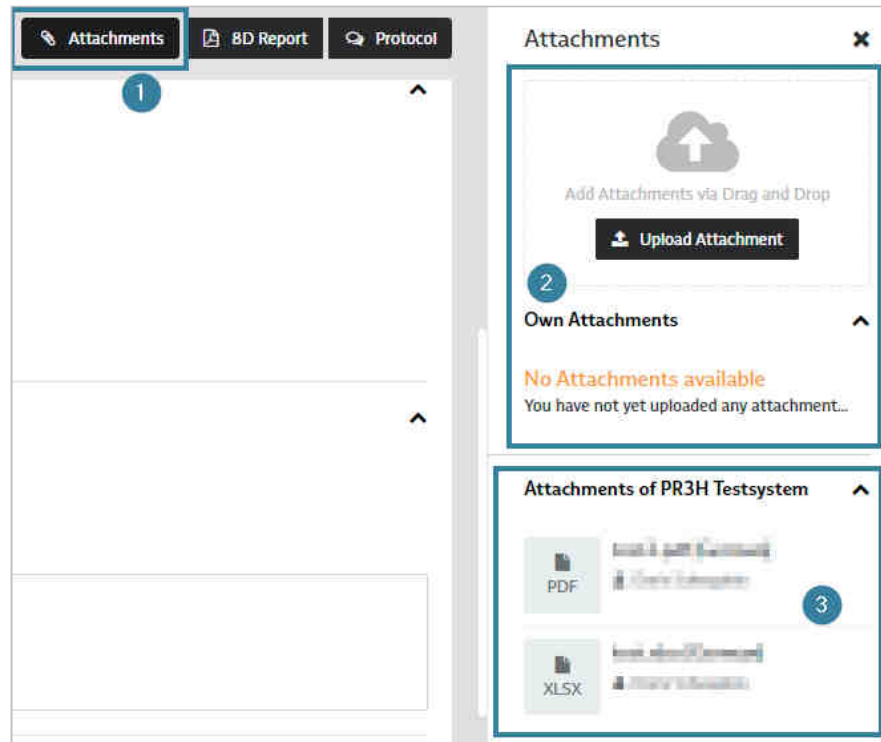 Attachments 8D Report Protocol
1
Attachments
Add Attachments via Drag and Drop
Upload Attachment
2
Own Attachments
No Attachments available
You have not yet uploaded any attachment...
Attachments of PR3H Testsystem
PDF
3
XLSX